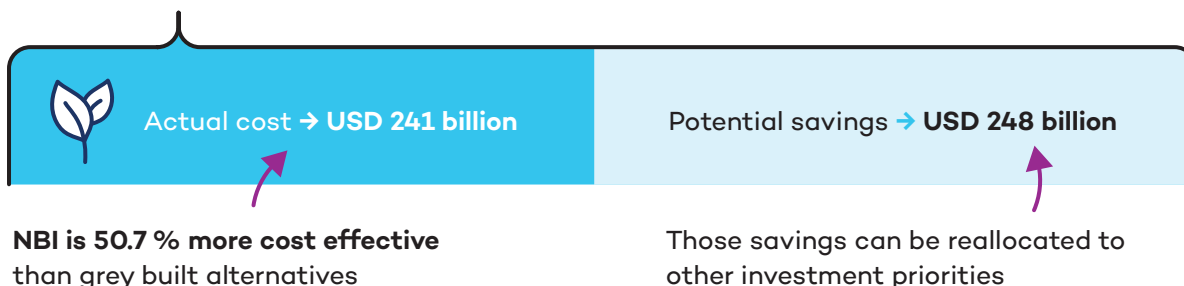 Actual cost → USD 241 billion
Potential savings → USD 248 billion
NBI is 50.7 % more cost effective
than grey built alternatives
Those savings can be reallocated to
other investment priorities